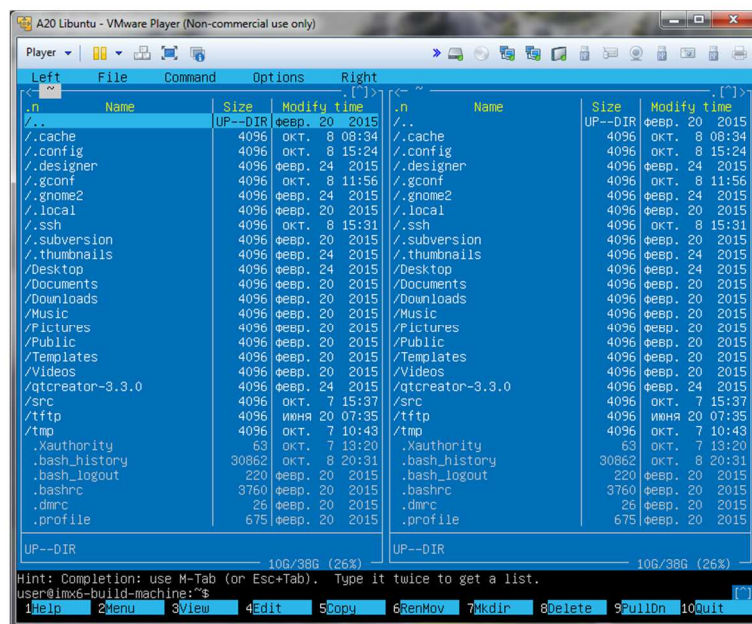 A20 Libuntu - VMware Player (Non-commercial use only)
Player
Left File Command Options Right
<- ~ .[^]> <- ~ .[^]>
.n Name Size Modify time .n Name Size Modify time
/.. UP--DIR февр. 20 2015 /.. UP--DIR февр. 20 2015
/.cache 4096 окт. 8 08:34 /.cache 4096 окт. 8 08:34
/.config 4096 окт. 8 15:24 /.config 4096 окт. 8 15:24
/.designer 4096 февр. 24 2015 /.designer 4096 февр. 24 2015
/.gconf 4096 окт. 8 11:56 /.gconf 4096 окт. 8 11:56
/.gnome2 4096 февр. 24 2015 /.gnome2 4096 февр. 24 2015
/.local 4096 февр. 20 2015 /.local 4096 февр. 20 2015
/.ssh 4096 окт. 8 15:31 /.ssh 4096 окт. 8 15:31
/.subversion 4096 февр. 20 2015 /.subversion 4096 февр. 20 2015
/.thumbnails 4096 февр. 24 2015 /.thumbnails 4096 февр. 24 2015
/Desktop 4096 февр. 24 2015 /Desktop 4096 февр. 24 2015
/Documents 4096 февр. 20 2015 /Documents 4096 февр. 20 2015
/Downloads 4096 февр. 20 2015 /Downloads 4096 февр. 20 2015
/Music 4096 февр. 20 2015 /Music 4096 февр. 20 2015
/Pictures 4096 февр. 20 2015 /Pictures 4096 февр. 20 2015
/Public 4096 февр. 20 2015 /Public 4096 февр. 20 2015
/Templates 4096 февр. 20 2015 /Templates 4096 февр. 20 2015
/Videos 4096 февр. 20 2015 /Videos 4096 февр. 20 2015
/qtcreator-3.3.0 4096 февр. 24 2015 /qtcreator-3.3.0 4096 февр. 24 2015
/src 4096 окт. 7 15:37 /src 4096 окт. 7 15:37
/tftp 4096 июня 20 07:35 /tftp 4096 июня 20 07:35
/tmp 4096 окт. 7 10:43 /tmp 4096 окт. 7 10:43
.Xauthority 63 окт. 7 13:20 .Xauthority 63 окт. 7 13:20
.bash_history 30862 окт. 8 20:31 .bash_history 30862 окт. 8 20:31
.bash_logout 220 февр. 20 2015 .bash_logout 220 февр. 20 2015
.bashrc 3760 февр. 20 2015 .bashrc 3760 февр. 20 2015
.dmrc 26 февр. 20 2015 .dmrc 26 февр. 20 2015
.profile 675 февр. 20 2015 .profile 675 февр. 20 2015
UP--DIR UP--DIR
10G/38G (26%) 10G/38G (26%)
Hint: Completion: use M-Tab (or Esc+Tab). Type it twice to get a list.
user@imx6-build-machine:~$ [^]
1Help 2Menu 3View 4Edit 5Copy 6RenMov 7Mkdir 8Delete 9PullDn 10Quit